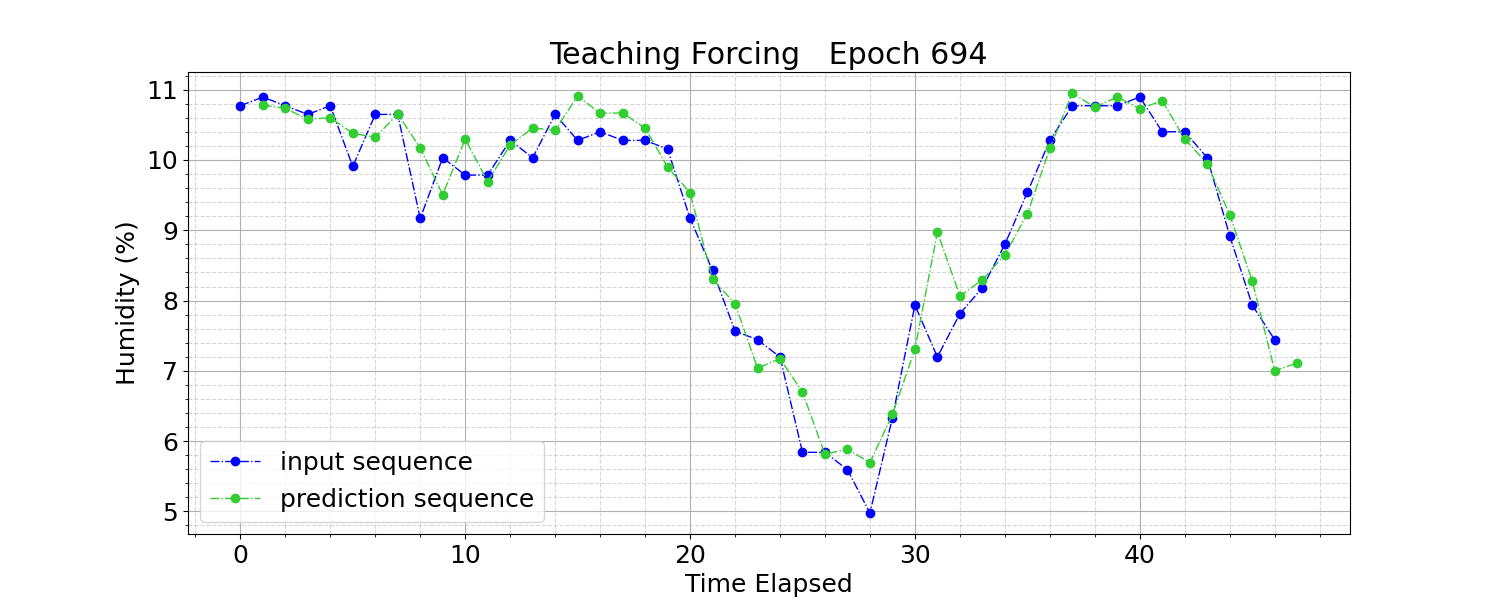 Teaching Forcing   Epoch 694
11
10
9
8
7
6
5
Humidity (%)
input sequence
prediction sequence
0 10 20 30 40
Time Elapsed